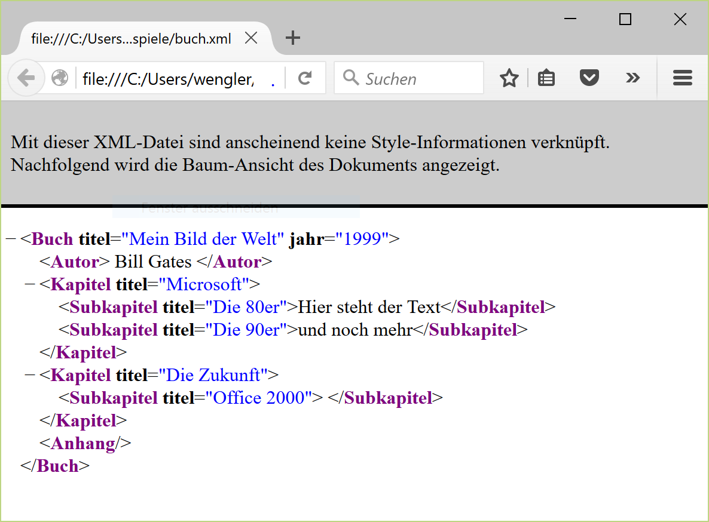 file:///C:/Users...spiele/buch.xml
file:///C:/Users/wengler,
Suchen
Mit dieser XML-Datei sind anscheinend keine Style-Informationen verknüpft.
Nachfolgend wird die Baum-Ansicht des Dokuments angezeigt.
Fenster ausschneiden
− <Buch titel="Mein Bild der Welt" jahr="1999">
<Autor> Bill Gates </Autor>
− <Kapitel titel="Microsoft">
<Subkapitel titel="Die 80er">Hier steht der Text</Subkapitel>
<Subkapitel titel="Die 90er">und noch mehr</Subkapitel>
</Kapitel>
− <Kapitel titel="Die Zukunft">
<Subkapitel titel="Office 2000"> </Subkapitel>
</Kapitel>
<Anhang/>
</Buch>